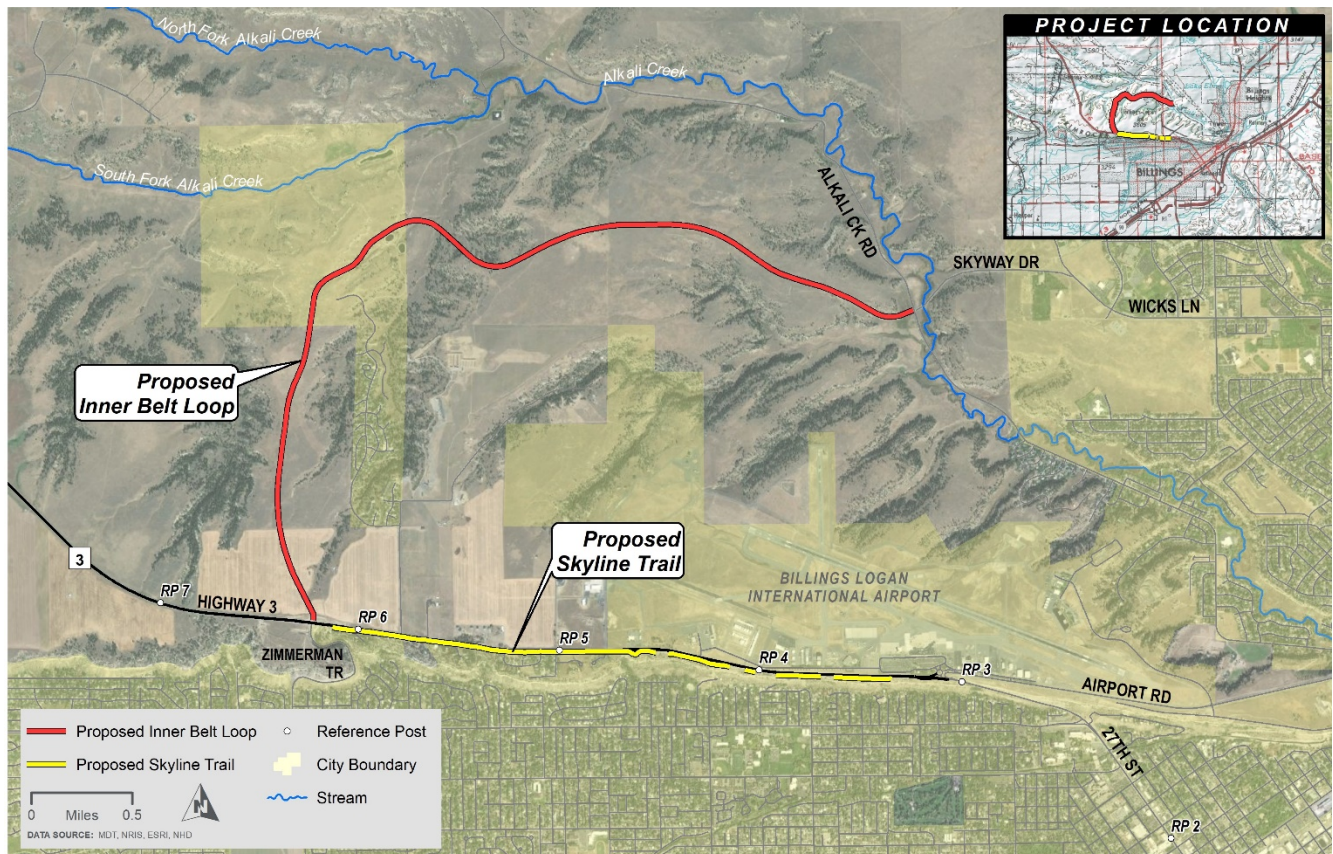 North Fork Alkali Creek
Alkali Creek
South Fork Alkali Creek
PROJECT LOCATION
Billings
Heights
BILLINGS
ALKALI CK RD
SKYWAY DR
WICKS LN
Proposed
Inner Belt Loop
Proposed
Skyline Trail
BILLINGS LOGAN
INTERNATIONAL AIRPORT
3
RP 7
HIGHWAY 3
RP 6
RP 5
ZIMMERMAN
TR
RP 4
RP 3
AIRPORT RD
27TH ST
RP 2
Proposed Inner Belt Loop
Reference Post
Proposed Skyline Trail
City Boundary
Stream
0 Miles 0.5
N
DATA SOURCE: MDT, NRIS, ESRI, NHD